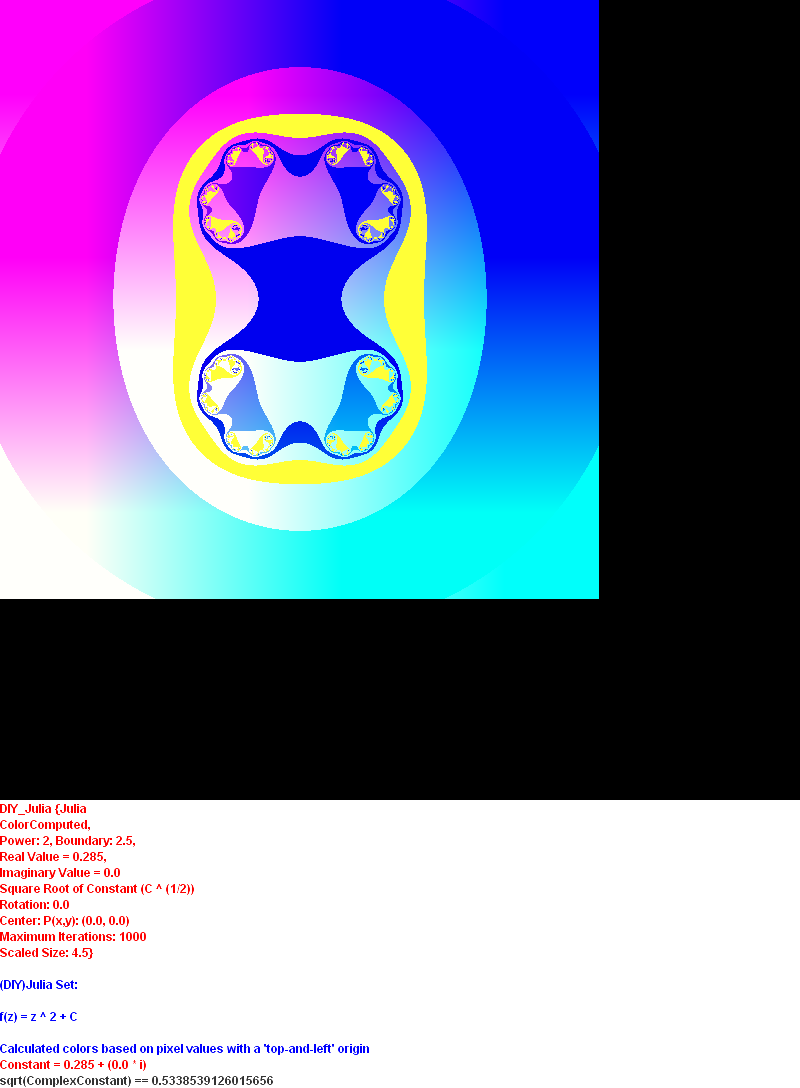 DIY_Julia {Julia
ColorComputed,
Power: 2, Boundary: 2.5,
Real Value = 0.285,
Imaginary Value = 0.0
Square Root of Constant (C ^ (1/2))
Rotation: 0.0
Center: P(x,y): (0.0, 0.0)
Maximum Iterations: 1000
Scaled Size: 4.5}
(DIY)Julia Set:
f(z) = z ^ 2 + C
Calculated colors based on pixel values with a 'top-and-left' origin
Constant = 0.285 + (0.0 * i)
sqrt(ComplexConstant) == 0.5338539126015656